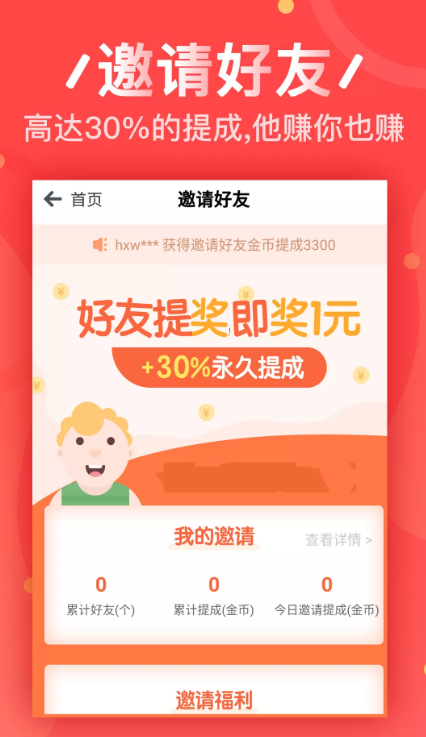 邀请好友
高达30%的提成,他赚你也赚
首页 邀请好友
hxw*** 获得邀请好友金币提成3300
好友提奖,即奖1元
+30%永久提成
我的邀请 查看详情 >
0 0 0
累计好友(个) 累计提成(金币) 今日邀请提成(金币)
邀请福利